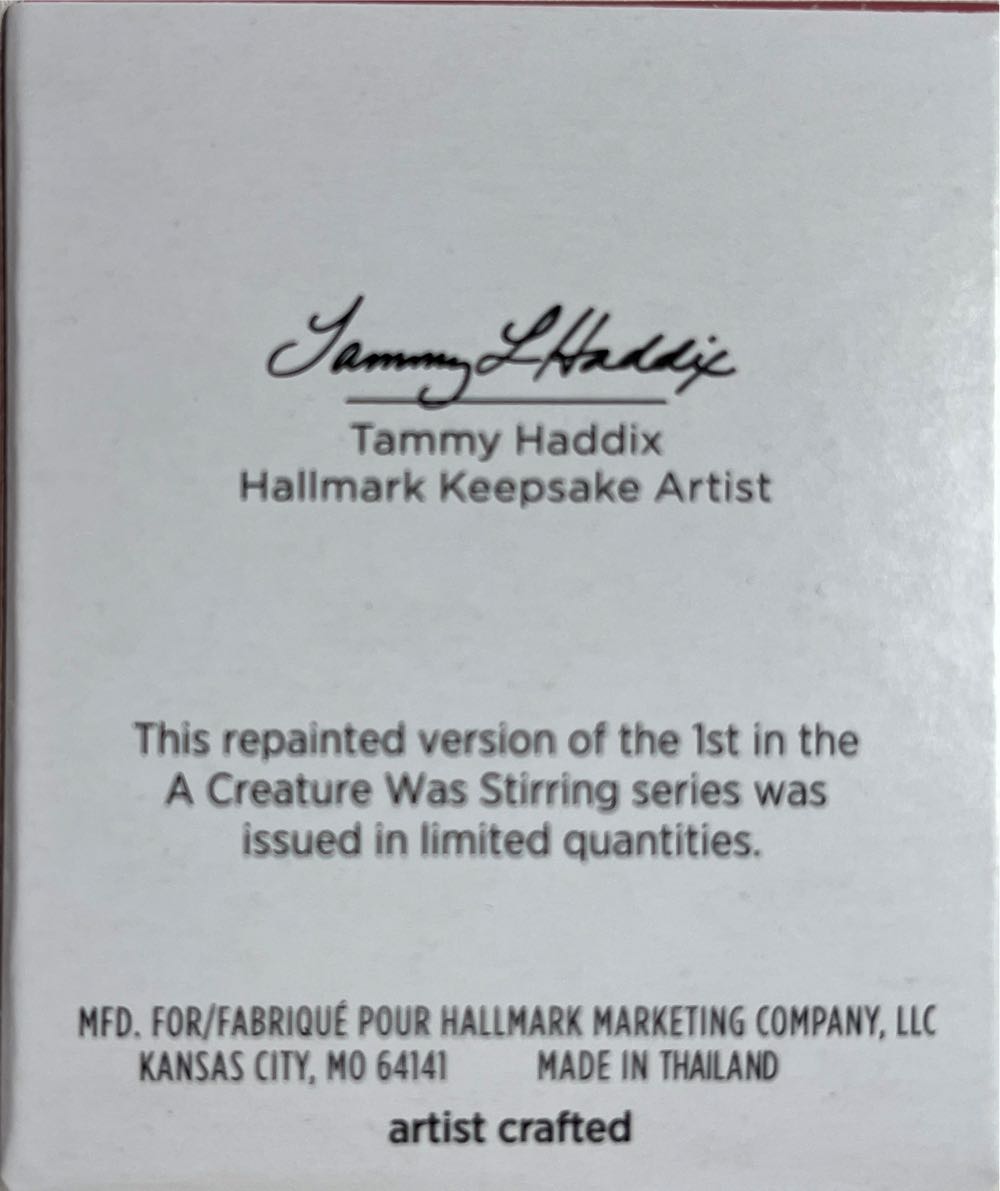 Tammy L Haddix
Tammy Haddix
Hallmark Keepsake Artist
This repainted version of the 1st in the
A Creature Was Stirring series was
issued in limited quantities.
MFD. FOR/FABRIQUÉ POUR HALLMARK MARKETING COMPANY, LLC
KANSAS CITY, MO 64141 MADE IN THAILAND
artist crafted